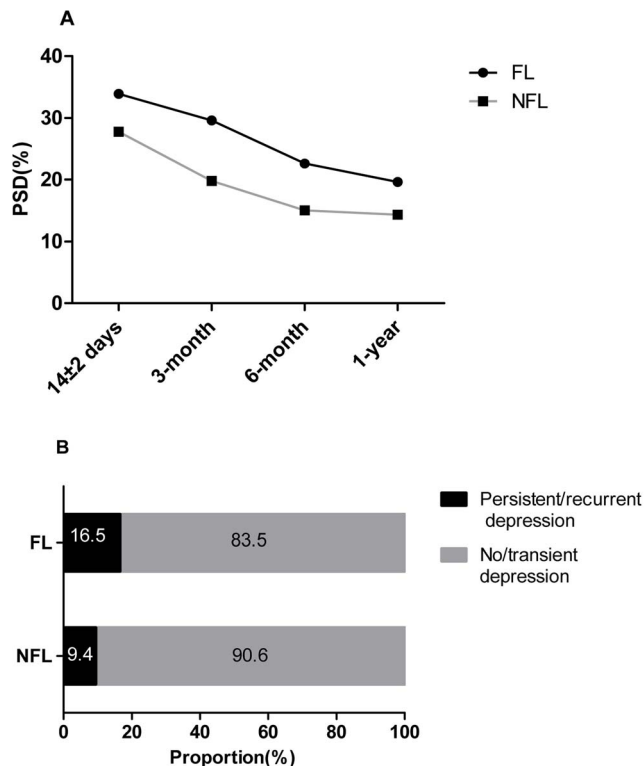 A
40
30
20
10
0
PSD(%)
14±2 days
3-month
6-month
1-year
FL
NFL
B
FL
16.5
83.5
NFL
9.4
90.6
0
20
40
60
80
100
Proportion(%)
Persistent/recurrent
depression
No/transient
depression